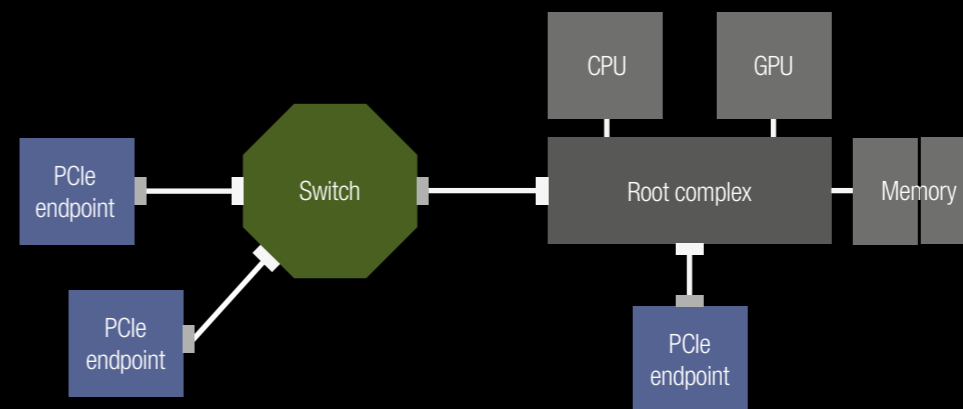 CPU
GPU
PCIe
endpoint
Switch
Root complex
Memory
PCIe
endpoint
PCIe
endpoint